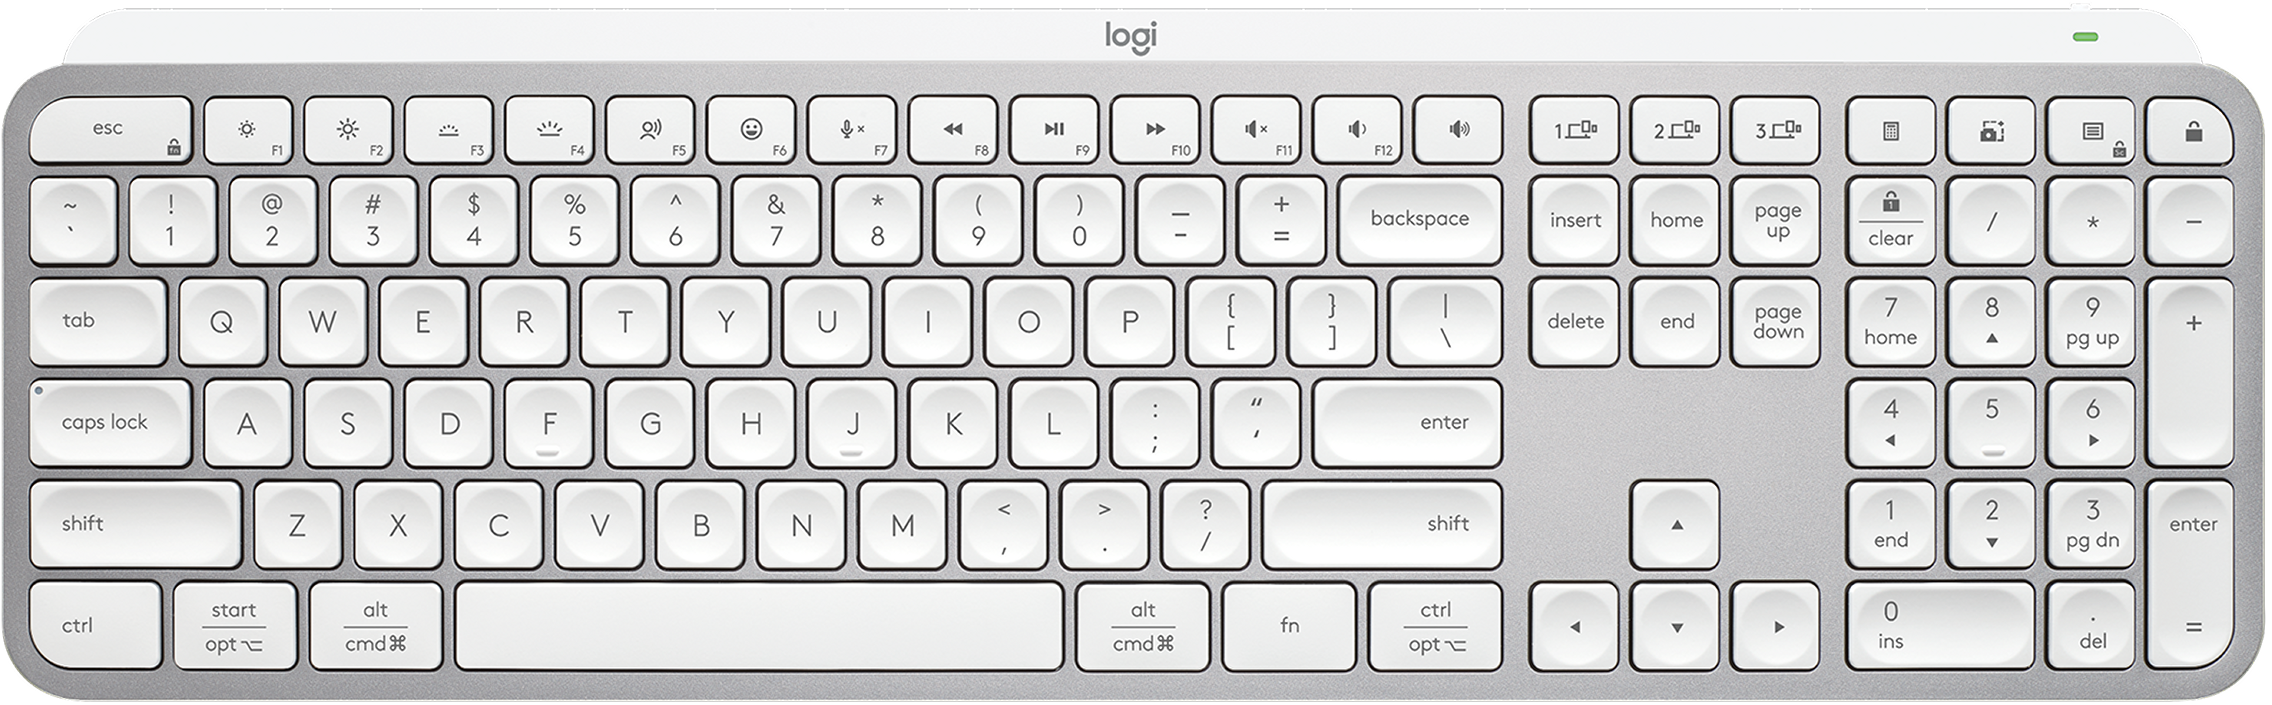 logi
esc fn F1 F2 F3 F4 F5 F6 × F7 F8 F9 F10 × F11 F12 1 2 3 sc
~ ! @ # $ % ^ & * ( ) _ + backspace insert home page up 1 / * -
` 1 2 3 4 5 6 7 8 9 0 - = clear
tab Q W E R T Y U I O P { } | delete end page down 7 8 9 +
[ ] \ home ▲ pg up
caps lock A S D F G H J K L : “ enter 4 5 6
; ‘ ◀ ▶
shift Z X C V B N M < > ? shift ▲ 1 2 3 enter
, . / end ▼ pg dn
ctrl start alt alt fn ctrl ◀ ▼ ▶ 0 . =
opt ⌥ cmd ⌘ cmd ⌘ opt ⌥ ins del